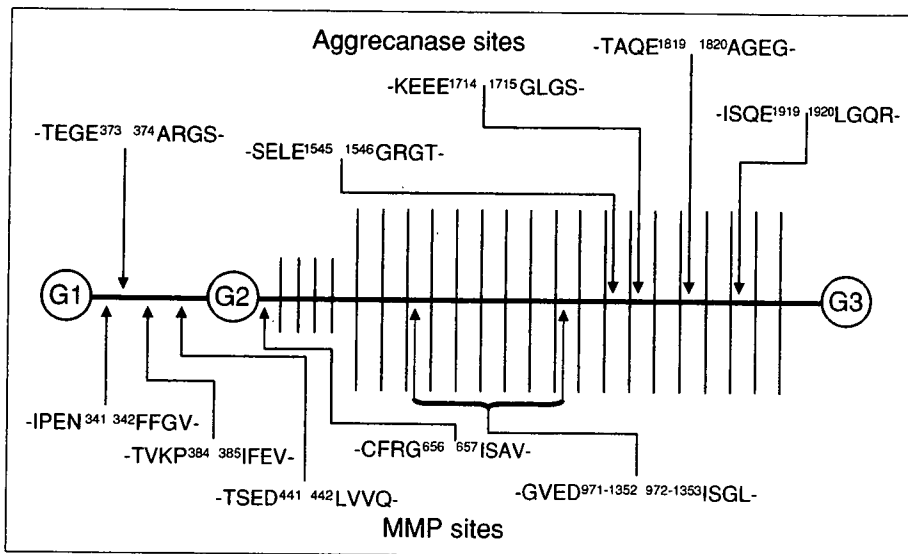 Aggrecanase sites
-TAQE1819 1820AGEG-
-KEEE1714 1715GLGS-
-ISQE1919 1920LGQR-
-TEGE373 374ARGS-
-SELE1545 1546GRGT-
G1
G2
G3
-IPEN341 342FFGV-
-TVKP384 385IFEV-
-CFRG656 657ISAV-
-TSED441 442LVVQ-
-GVED971-1352 972-1353ISGL-
MMP sites